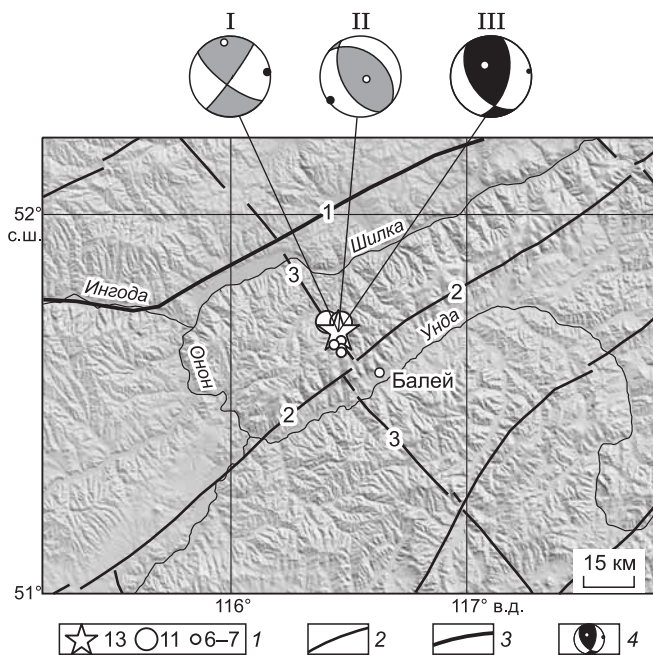 I II III
52°
с.ш.
1
Шилка
3
Ингода
2
Унда
Онон
Балей
2
3
15 км
51°
116° 117° в.д.
13 11 6–7 1 2 3 4